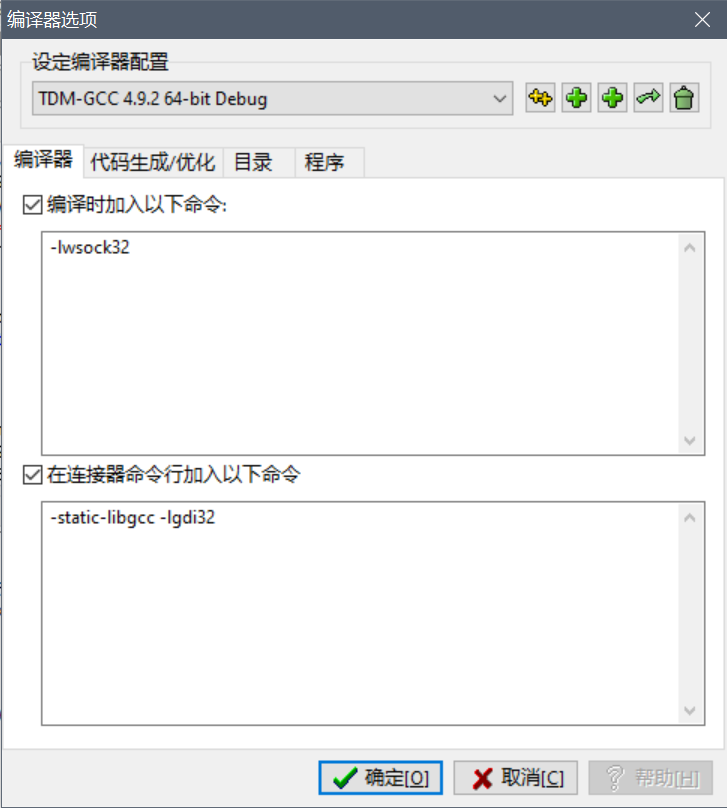 编译器选项
设定编译器配置
TDM-GCC 4.9.2 64-bit Debug
编译器 代码生成/优化 目录 程序
编译时加入以下命令:
-lwsock32
在连接器命令行加入以下命令
-static-libgcc -lgdi32
确定[O] 取消[C] 帮助[H]